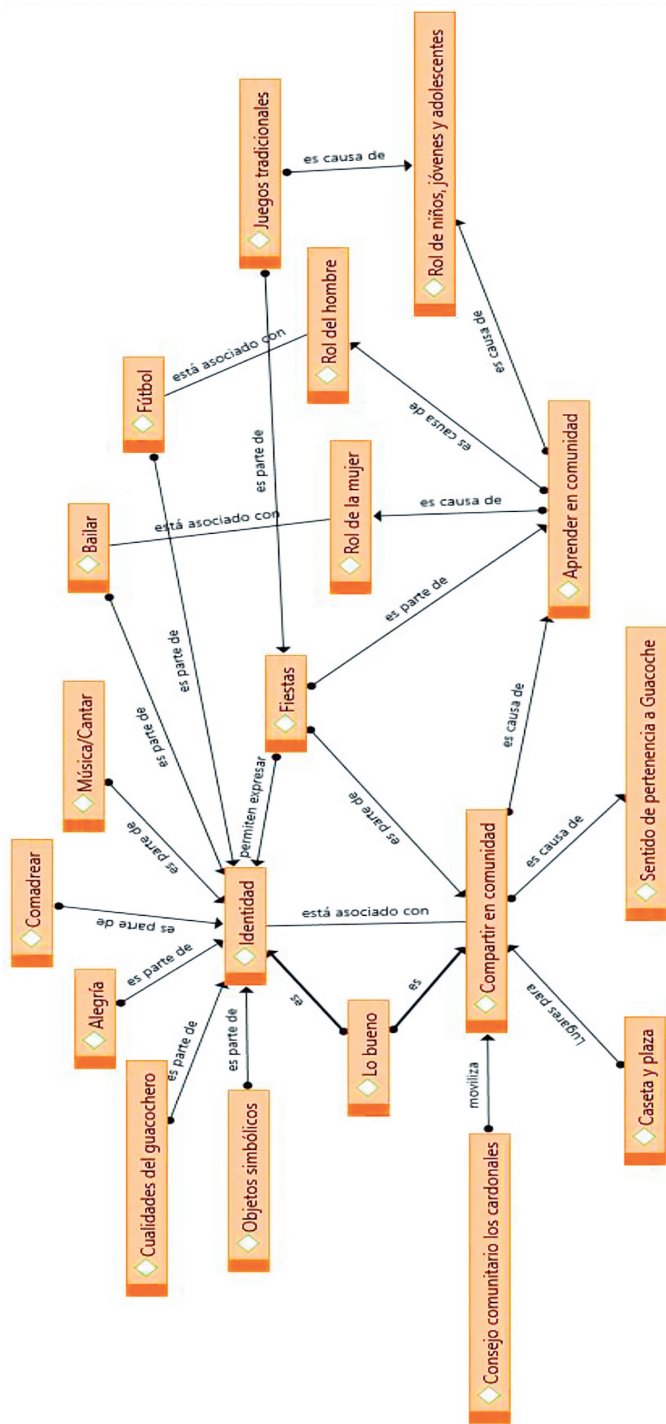 Cualidades del guacochero
Alegría
Comadrear
Música/Cantar
Bailar
Fútbol
Juegos tradicionales
es parte de
es parte de
es parte de
es parte de
es parte de
es parte de
es parte de
Objetos simbólicos
es parte de
Identidad
permiten expresar
Fiestas
es parte de
está asociado con
está asociado con
es causa de
Lo bueno
es
es
está asociado con
es parte de
es parte de
Rol de la mujer
Rol del hombre
Rol de niños, jóvenes y adolescentes
es causa de
es causa de
es causa de
Consejo comunitario los cardonales
moviliza
Compartir en comunidad
es causa de
Aprender en comunidad
Lugares para
es causa de
Caseta y plaza
Sentido de pertenencia a Guacoche